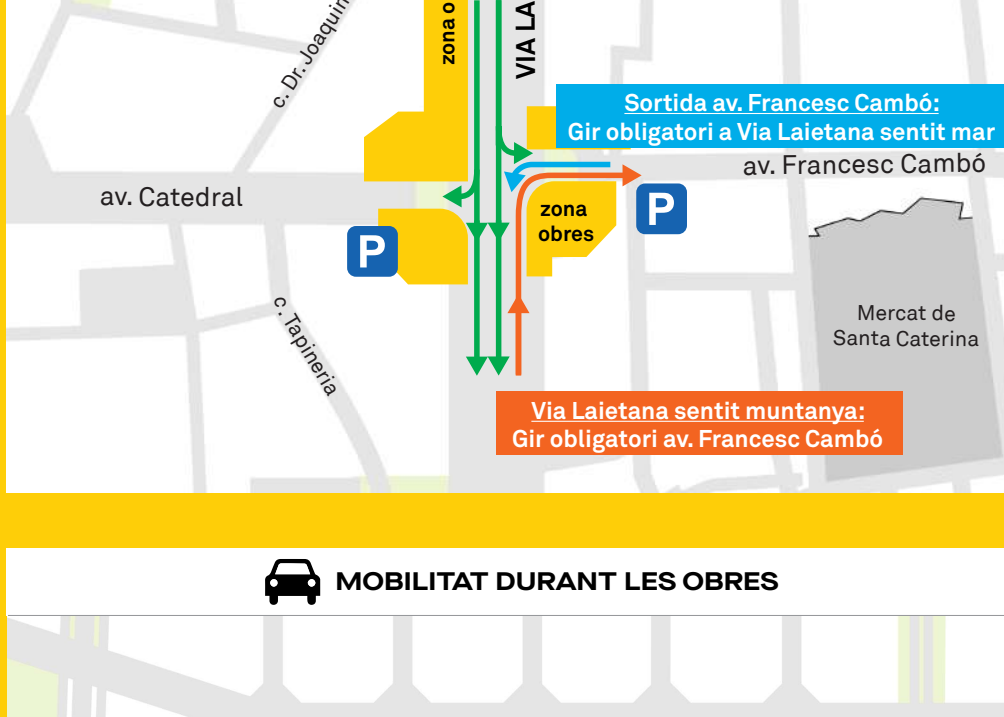 c. Dr. Joaquim
zona o
VIA LA
Sortida av. Francesc Cambó:
Gir obligatori a Via Laietana sentit mar
av. Francesc Cambó
av. Catedral
P
zona
obres
P
c. Tapineria
Mercat de
Santa Caterina
Via Laietana sentit muntanya:
Gir obligatori av. Francesc Cambó
MOBILITAT DURANT LES OBRES